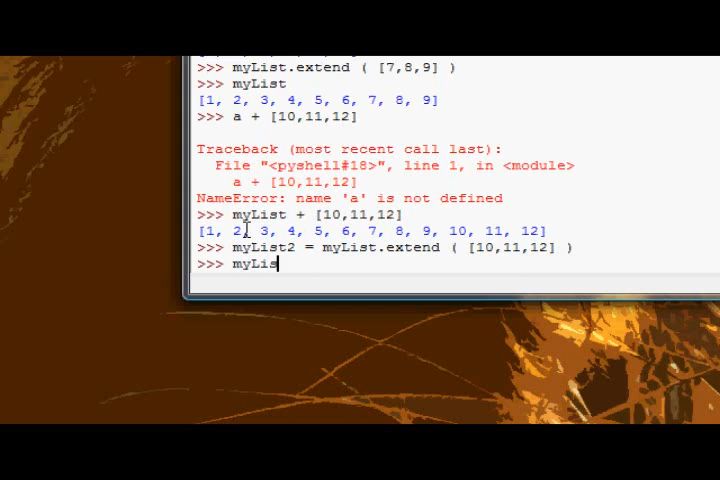 >>> myList.extend ( [7,8,9] )
>>> myList
[1, 2, 3, 4, 5, 6, 7, 8, 9]
>>> a + [10,11,12]
Traceback (most recent call last):
File "<pyshell#18>", line 1, in <module>
a + [10,11,12]
NameError: name 'a' is not defined
>>> myList + [10,11,12]
[1, 2, 3, 4, 5, 6, 7, 8, 9, 10, 11, 12]
>>> myList2 = myList.extend ( [10,11,12] )
>>> myLis